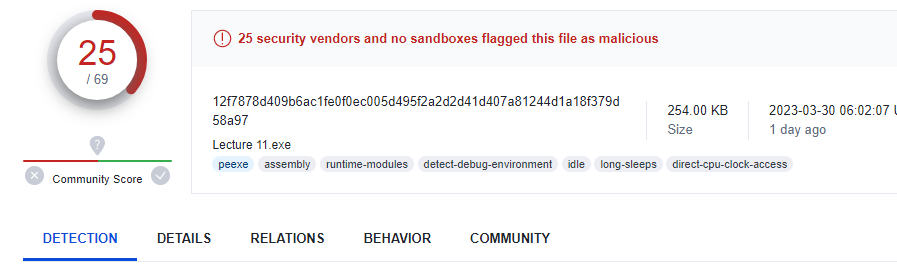 25
/ 69
Community Score
25 security vendors and no sandboxes flagged this file as malicious
12f7878d409b6ac1fe0f0ec005d495f2a2d2d41d407a81244d1a18f379d
58a97
Lecture 11.exe
254.00 KB
Size
2023-03-30 06:02:07 U
1 day ago
peexe assembly runtime-modules detect-debug-environment idle long-sleeps direct-cpu-clock-access
DETECTION DETAILS RELATIONS BEHAVIOR COMMUNITY